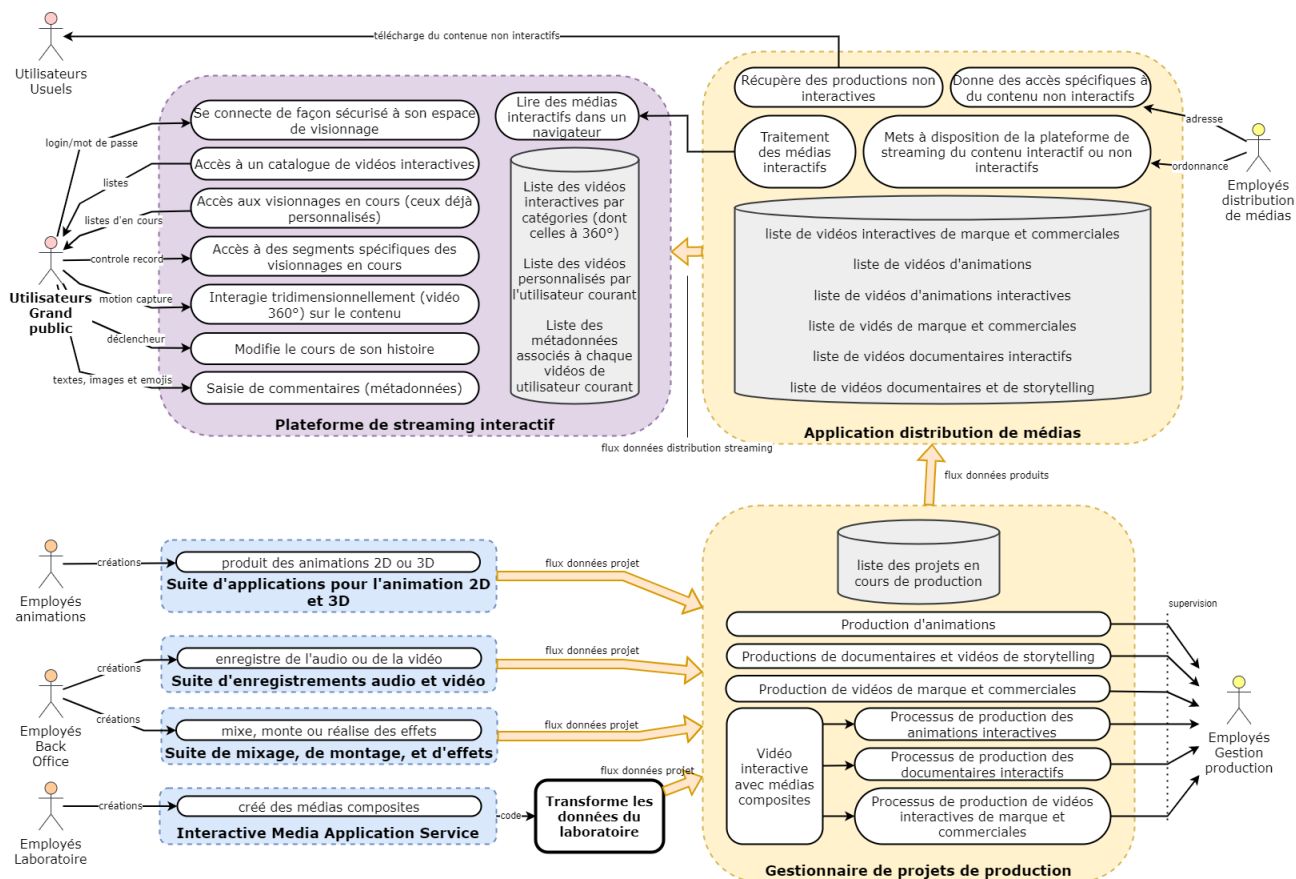 télécharge du contenue non interactifs
Utilisateurs
Usuels
Récupère des productions non
interactives
Donne des accès spécifiques à
du contenu non interactifs
Se connecte de façon sécurisé à son espace
de visionnage
Lire des médias
interactifs dans un
navigateur
Traitement
des médias
interactifs
Mets à disposition de la plateforme de
streaming du contenu interactif ou non
interactifs
adresse
ordonnance
Employés
distribution
de médias
login/mot de passe
Accès à un catalogue de vidéos interactives
listes
Accès aux visionnages en cours (ceux déjà
personnalisés)
listes d'en cours
Accès à des segments spécifiques des
visionnages en cours
controle record
Utilisateurs
Grand
public
Interagie tridimensionnellement (vidéo
360°) sur le contenu
motion capture
Modifie le cours de son histoire
déclencheur
Saisie de commentaires (métadonnées)
textes, images et emojis
Liste des vidéos
interactives par
catégories (dont
celles à 360°)
Liste des vidéos
personnalisés par
l'utilisateur courant
Liste des
métadonnées
associés à chaque
vidéos de
utilisateur courant
Plateforme de streaming interactif
liste de vidéos interactives de marque et commerciales
liste de vidéos d'animations
liste de vidéos d'animations interactives
liste de vidés de marque et commerciales
liste de vidéos documentaires interactifs
liste de vidéos documentaires et de storytelling
Application distribution de médias
flux données distribution streaming
flux données produits
Employés
animations
créations
produit des animations 2D ou 3D
Suite d'applications pour l'animation 2D
et 3D
flux données projet
liste des projets en
cours de production
supervision
Production d'animations
Employés
Back
Office
créations
enregistre de l'audio ou de la vidéo
Suite d'enregistrements audio et vidéo
flux données projet
Productions de documentaires et vidéos de storytelling
Production de vidéos de marque et commerciales
créations
mixe, monte ou réalise des effets
Suite de mixage, de montage, et d'effets
flux données projet
Vidéo
interactive
avec médias
composites
Processus de production des
animations interactives
Processus de production des
documentaires interactifs
Processus de production de vidéos
interactives de marque et
commerciales
Employés
Gestion
production
Employés
Laboratoire
créations
créé des médias composites
Interactive Media Application Service
code
Transforme les
données du
laboratoire
flux données projet
Gestionnaire de projets de production